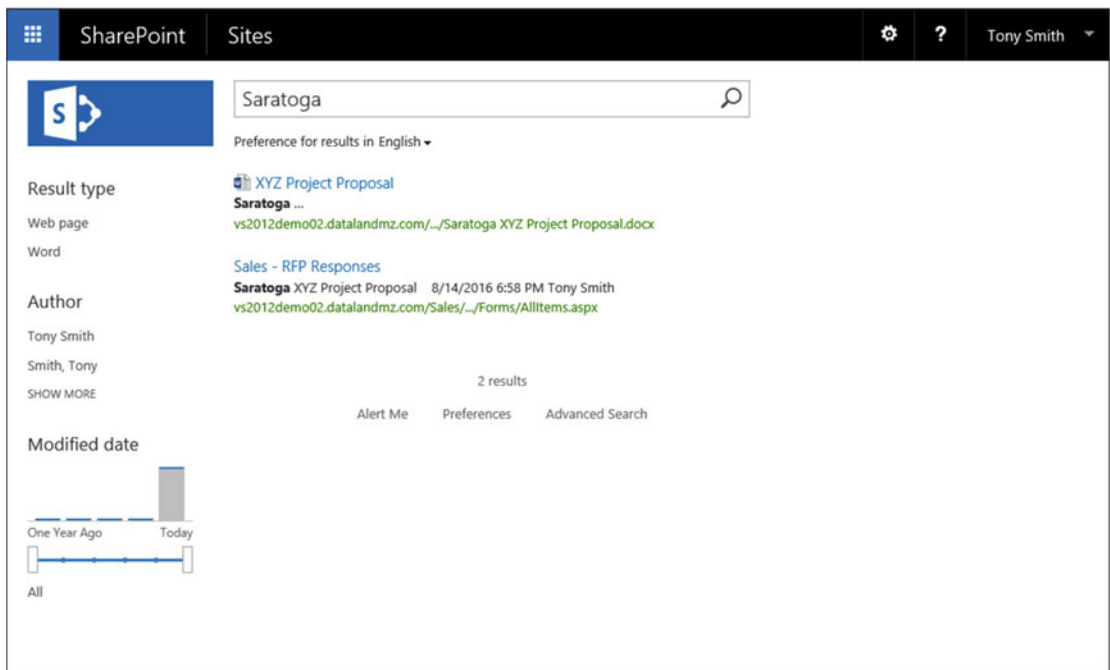 SharePoint Sites ? Tony Smith
S
Saratoga
Preference for results in English
Result type
Web page
Word
Author
Tony Smith
Smith, Tony
SHOW MORE
Modified date
One Year Ago Today
All
XYZ Project Proposal
Saratoga ...
vs2012demo02.datalandmz.com/.../Saratoga XYZ Project Proposal.docx
Sales - RFP Responses
Saratoga XYZ Project Proposal 8/14/2016 6:58 PM Tony Smith
vs2012demo02.datalandmz.com/Sales/.../Forms/AllItems.aspx
2 results
Alert Me Preferences Advanced Search